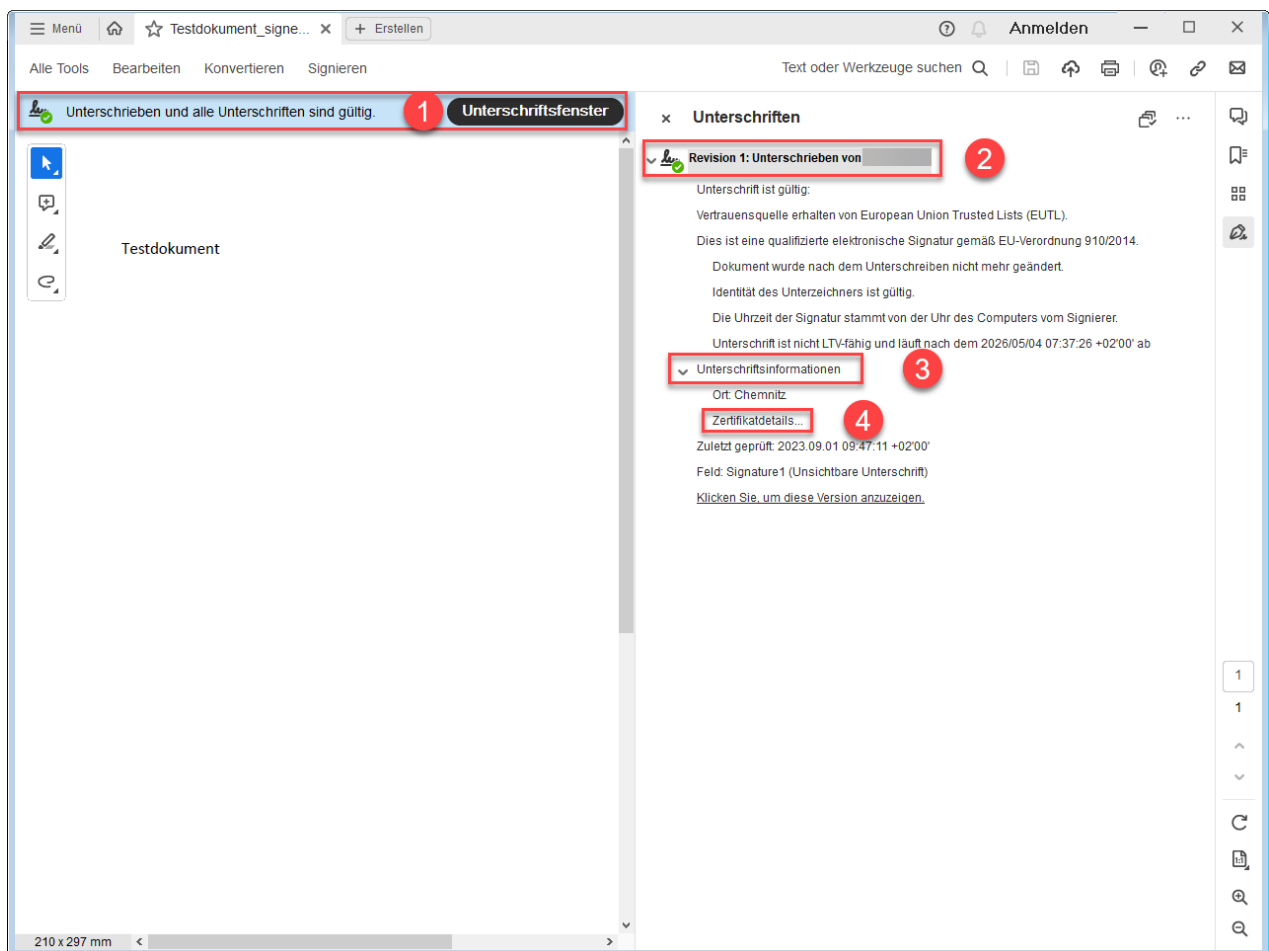 Menü
Testdokument_signe...
Erstellen
Anmelden
Alle Tools Bearbeiten Konvertieren Signieren
Text oder Werkzeuge suchen
Unterschrieben und alle Unterschriften sind gültig.
1
Unterschriftsfenster
Testdokument
210 x 297 mm
Unterschriften
Revision 1: Unterschrieben von
2
Unterschrift ist gültig:
Vertrauensquelle erhalten von European Union Trusted Lists (EUTL).
Dies ist eine qualifizierte elektronische Signatur gemäß EU-Verordnung 910/2014.
Dokument wurde nach dem Unterschreiben nicht mehr geändert.
Identität des Unterzeichners ist gültig.
Die Uhrzeit der Signatur stammt von der Uhr des Computers vom Signierer.
Unterschrift ist nicht LTV-fähig und läuft nach dem 2026/05/04 07:37:26 +02'00' ab
Unterschriftsinformationen
3
Ort: Chemnitz
Zertifikatdetails...
4
Zuletzt geprüft: 2023.09.01 09:47:11 +02'00'
Feld: Signature1 (Unsichtbare Unterschrift)
Klicken Sie, um diese Version anzuzeigen.
1
1
1:1